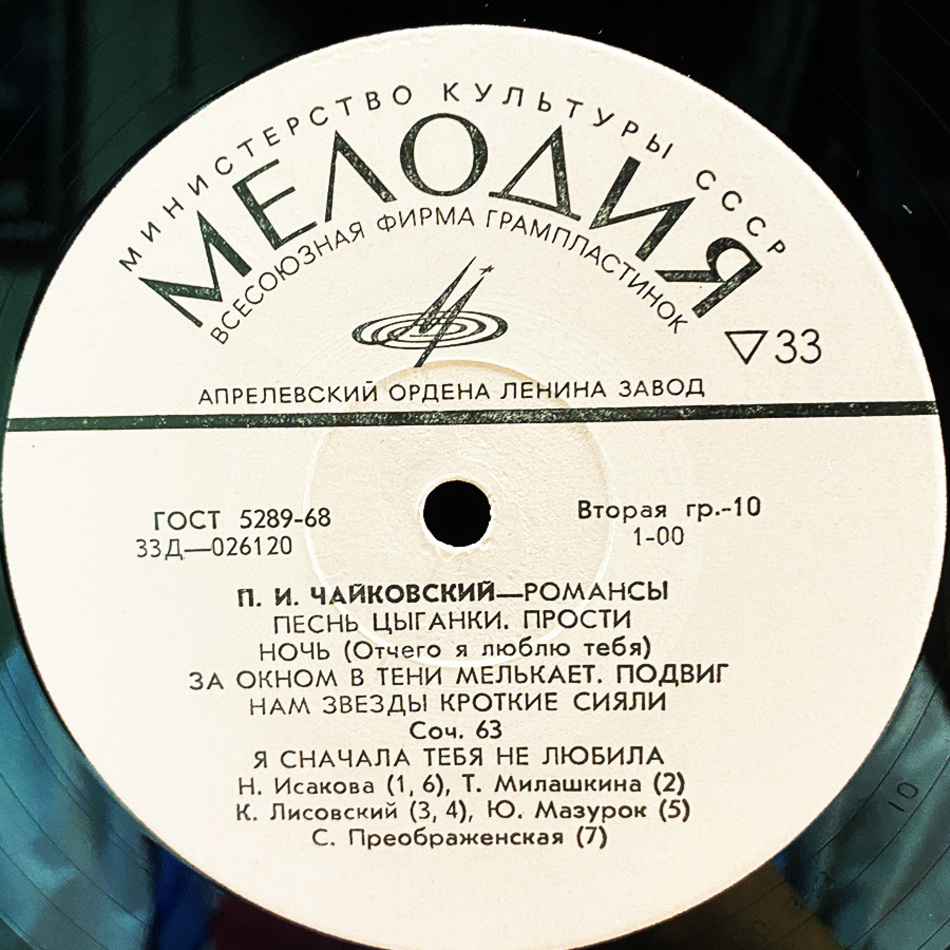 МИНИСТЕРСТВО КУЛЬТУРЫ СССР
МЕЛОДИЯ
ВСЕСОЮЗНАЯ ФИРМА ГРАМПЛАСТИНОК
▽33
АПРЕЛЕВСКИЙ ОРДЕНА ЛЕНИНА ЗАВОД
ГОСТ 5289-68
33Д—026120
Вторая гр.-10
1-00
П. И. ЧАЙКОВСКИЙ—РОМАНСЫ
ПЕСНЬ ЦЫГАНКИ. ПРОСТИ
НОЧЬ (Отчего я люблю тебя)
ЗА ОКНОМ В ТЕНИ МЕЛЬКАЕТ. ПОДВИГ
НАМ ЗВЕЗДЫ КРОТКИЕ СИЯЛИ
Соч. 63
Я СНАЧАЛА ТЕБЯ НЕ ЛЮБИЛА
Н. Исакова (1, 6), Т. Милашкина (2)
К. Лисовский (3, 4), Ю. Мазурок (5)
С. Преображенская (7)
10